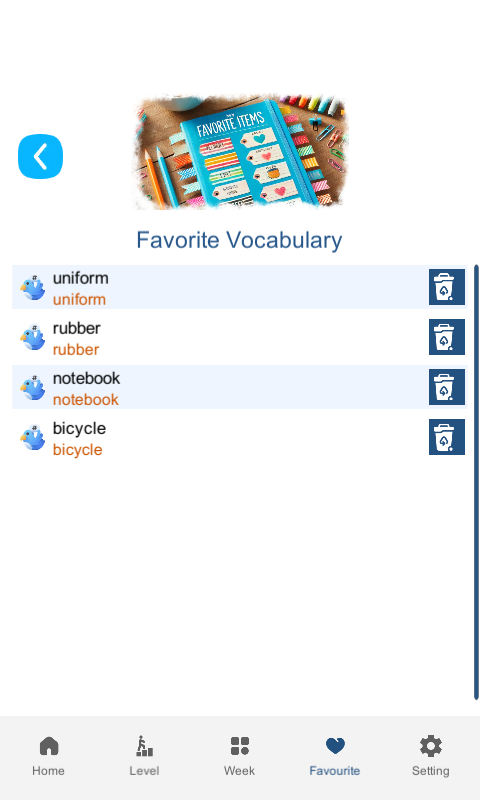 FAVORITE ITEMS
Favorite Vocabulary
uniform
uniform
rubber
rubber
notebook
notebook
bicycle
bicycle
Home
Level
Week
Favourite
Setting